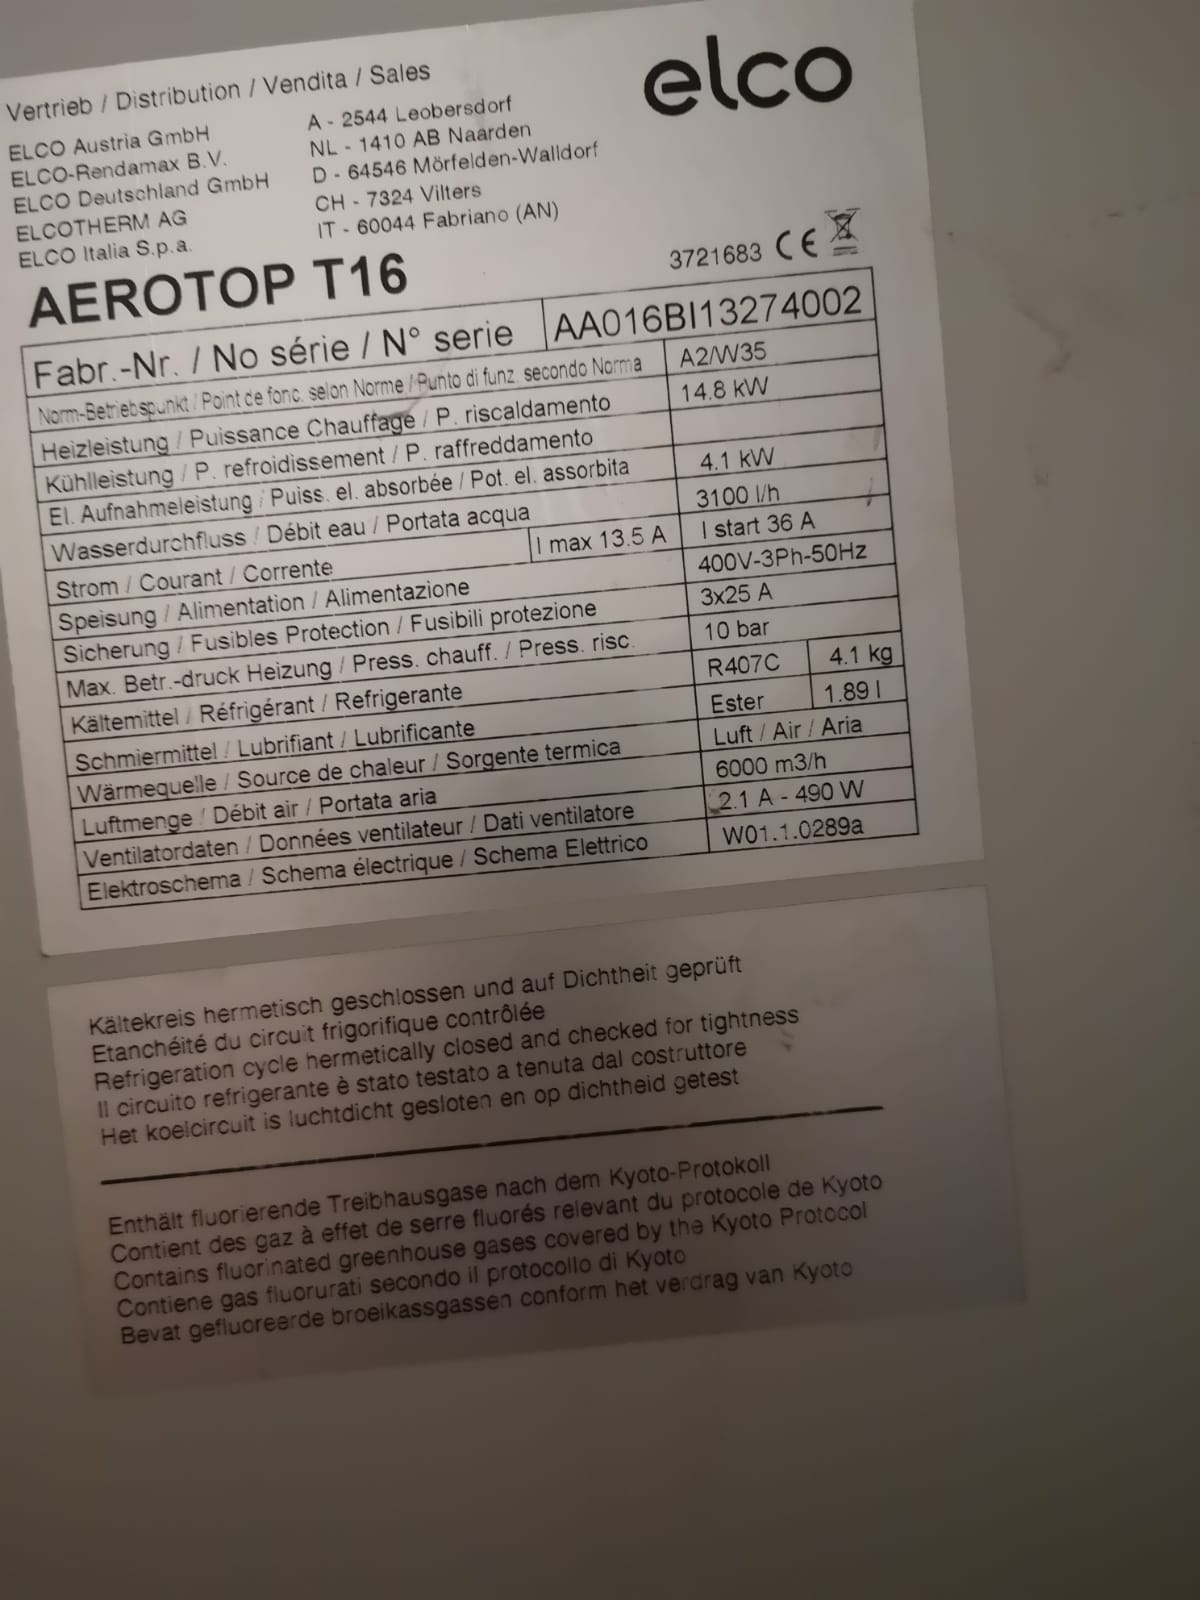 elco
Vertrieb / Distribution / Vendita / Sales
ELCO Austria GmbH A - 2544 Leobersdorf
ELCO-Rendamax B.V. NL - 1410 AB Naarden
ELCO Deutschland GmbH D - 64546 Mörfelden-Walldorf
ELCOTHERM AG CH - 7324 Vilters
ELCO Italia S.p.a. IT - 60044 Fabriano (AN)
AEROTOP T16 3721683 CE
Fabr.-Nr. / No série / N° serie AA016BI13274002
Norm-Betriebspunkt / Point de fonc. selon Norme / Punto di funz. secondo Norma A2/W35
Heizleistung / Puissance Chauffage / P. riscaldamento 14.8 kW
Kühlleistung / P. refroidissement / P. raffreddamento
El. Aufnahmeleistung / Puiss. el. absorbée / Pot. el. assorbita 4.1 kW
Wasserdurchfluss / Débit eau / Portata acqua 3100 l/h
Strom / Courant / Corrente I max 13.5 A I start 36 A
Speisung / Alimentation / Alimentazione 400V-3Ph-50Hz
Sicherung / Fusibles Protection / Fusibili protezione 3x25 A
Max. Betr.-druck Heizung / Press. chauff. / Press. risc. 10 bar
Kältemittel / Réfrigérant / Refrigerante R407C 4.1 kg
Schmiermittel / Lubrifiant / Lubrificante Ester 1.89 l
Wärmequelle / Source de chaleur / Sorgente termica Luft / Air / Aria
Luftmenge / Débit air / Portata aria 6000 m3/h
Ventilatordaten / Données ventilateur / Dati ventilatore 2.1 A - 490 W
Elektroschema / Schema électrique / Schema Elettrico W01.1.0289a
Kältekreis hermetisch geschlossen und auf Dichtheit geprüft
Etanchéité du circuit frigorifique contrôlée
Refrigeration cycle hermetically closed and checked for tightness
Il circuito refrigerante è stato testato a tenuta dal costruttore
Het koelcircuit is luchtdicht gesloten en op dichtheid getest
Enthält fluorierende Treibhausgase nach dem Kyoto-Protokoll
Contient des gaz à effet de serre fluorés relevant du protocole de Kyoto
Contains fluorinated greenhouse gases covered by the Kyoto Protocol
Contiene gas fluorurati secondo il protocollo di Kyoto
Bevat gefluoreerde broeikassgassen conform het verdrag van Kyoto